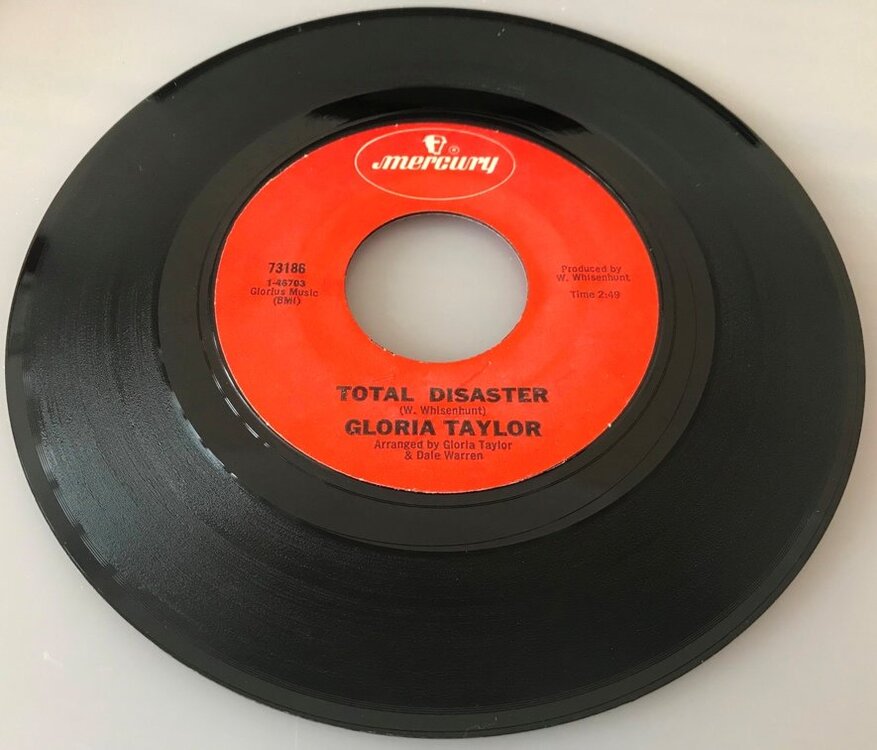 mercury ®
73186
1-46703
Glorius Music
(BMI)
Produced by
W. Whisenhunt
Time 2:49
TOTAL DISASTER
(W. Whisenhunt)
GLORIA TAYLOR
Arranged by Gloria Taylor
& Dale Warren